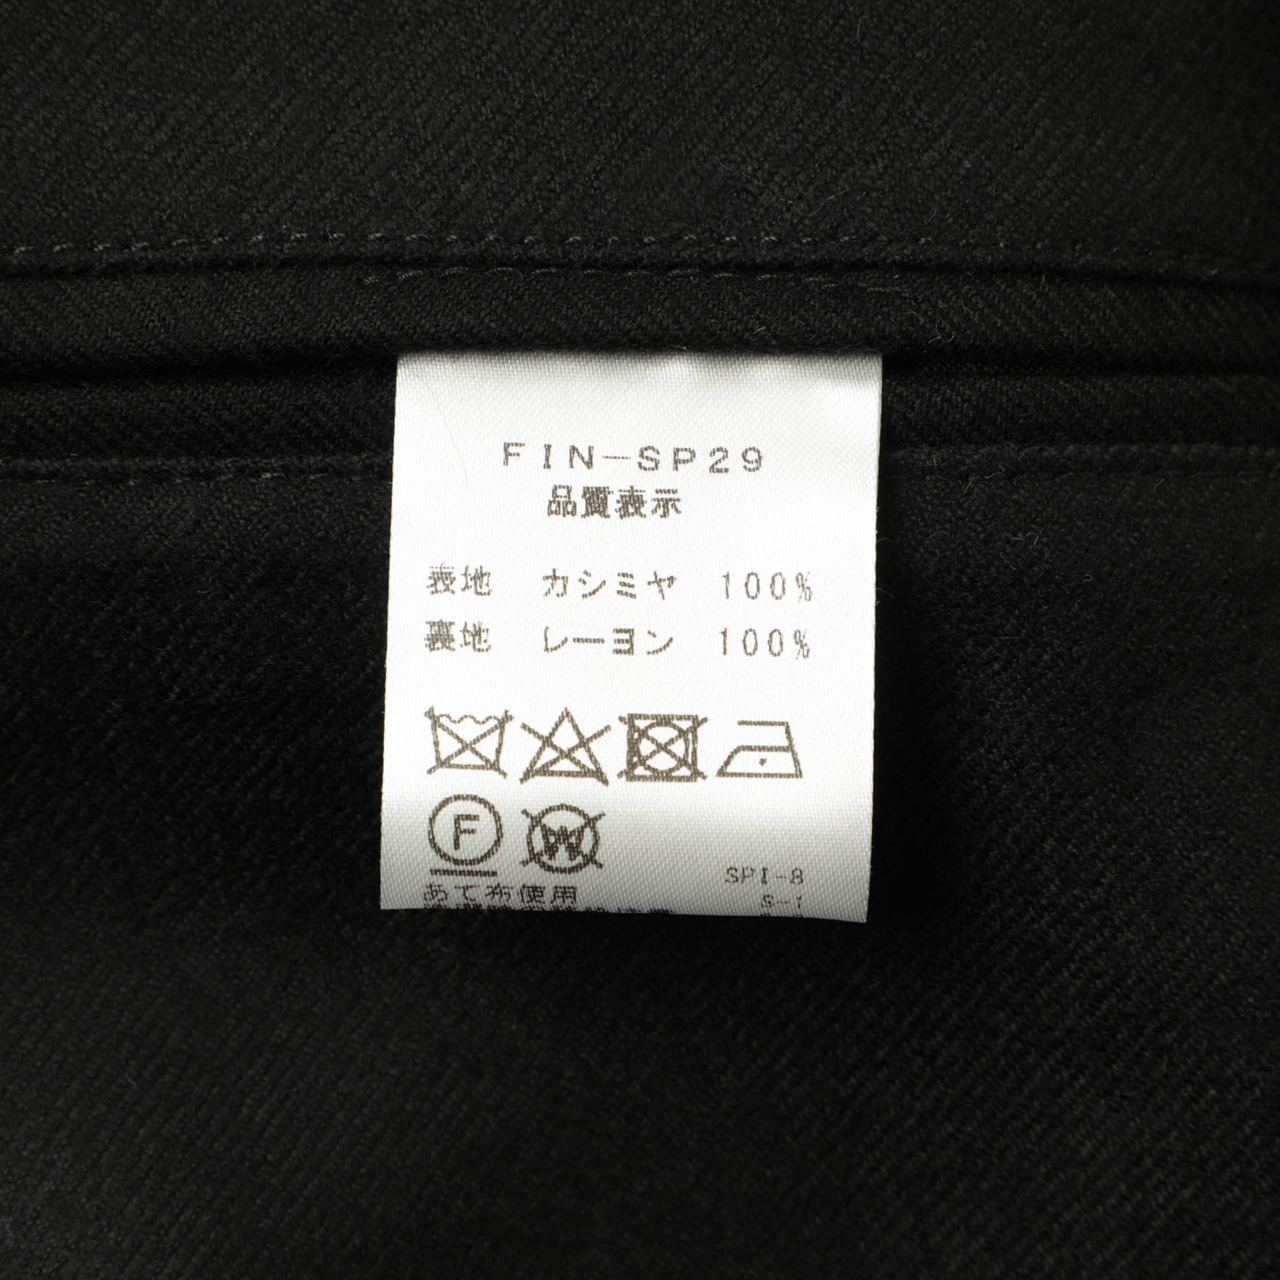 FIN-SP29
品質表示
表地 カシミヤ 100%
裏地 レーヨン 100%
F W
あて布使用
SPI-8
S-1